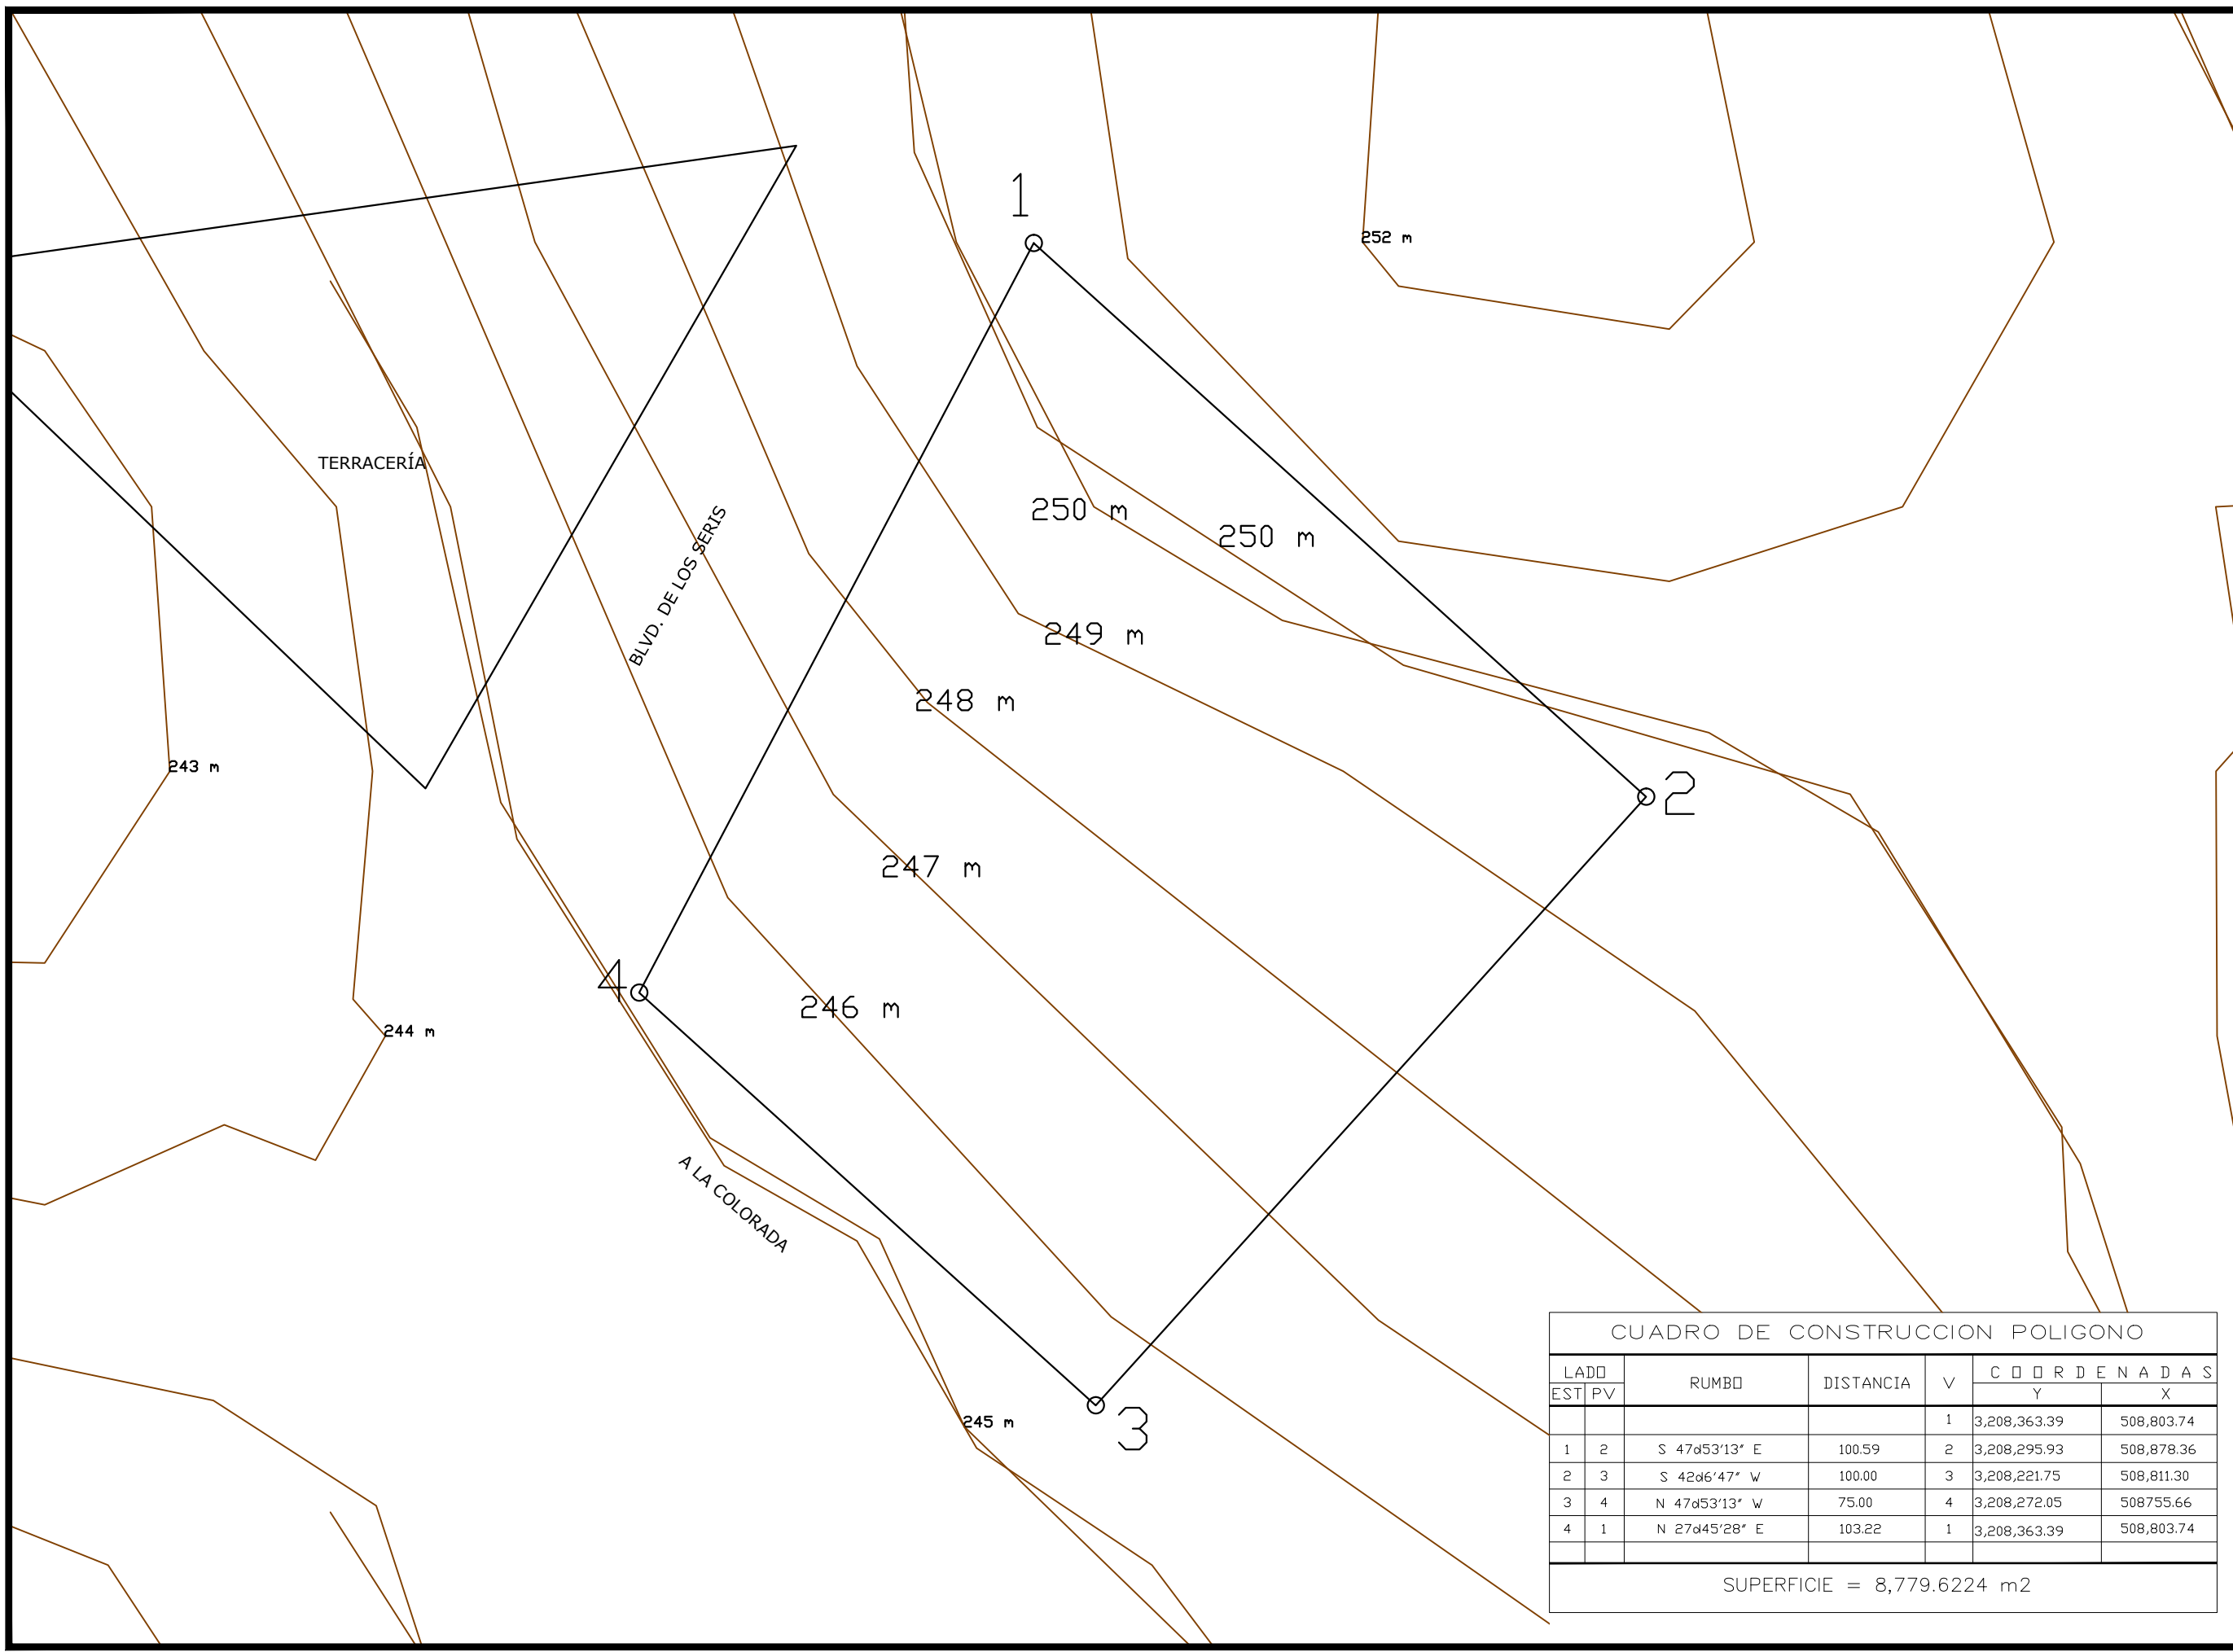 1
252 m
TERRACERÍA
BLVD. DE LOS SERIS
250 m
250 m
249 m
248 m
243 m
2
247 m
4
246 m
244 m
A LA COLORADA
3
245 m
CUADRO DE CONSTRUCCION POLIGONO
LADO RUMBO DISTANCIA V COORDENADAS
EST PV Y X
1 3,208,363.39 508,803.74
1 2 S 47d53'13" E 100.59 2 3,208,295.93 508,878.36
2 3 S 42d6'47" W 100.00 3 3,208,221.75 508,811.30
3 4 N 47d53'13" W 75.00 4 3,208,272.05 508755.66
4 1 N 27d45'28" E 103.22 1 3,208,363.39 508,803.74
SUPERFICIE = 8,779.6224 m2